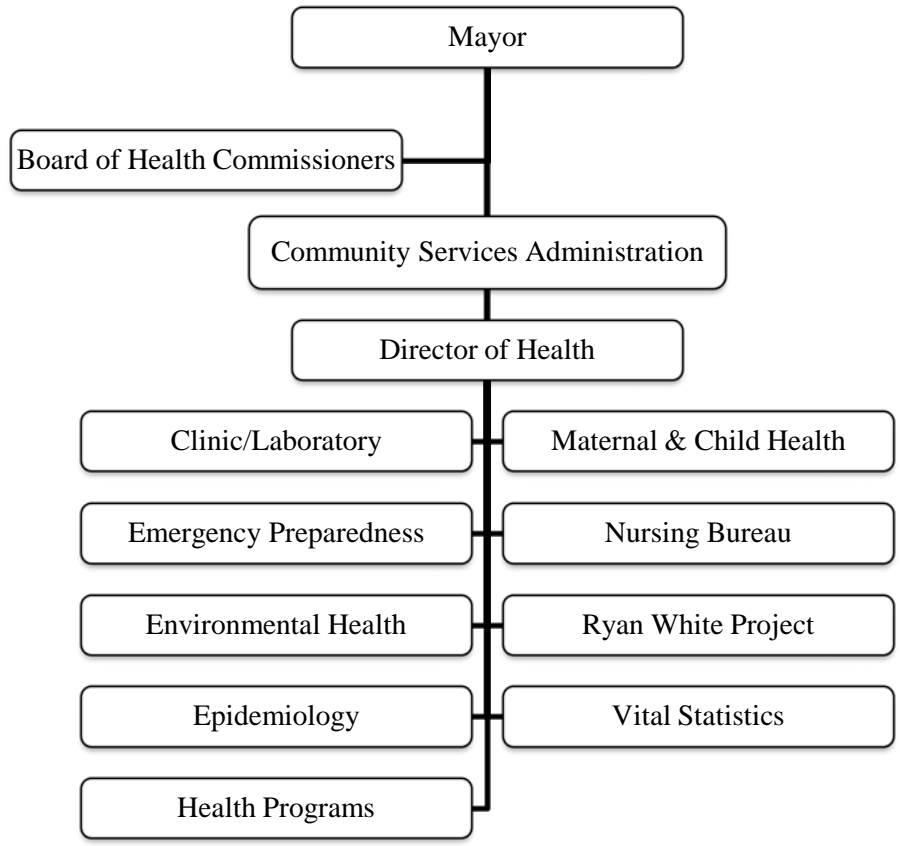 Mayor
Board of Health Commissioners
Community Services Administration
Director of Health
Clinic/Laboratory
Maternal & Child Health
Emergency Preparedness
Nursing Bureau
Environmental Health
Ryan White Project
Epidemiology
Vital Statistics
Health Programs